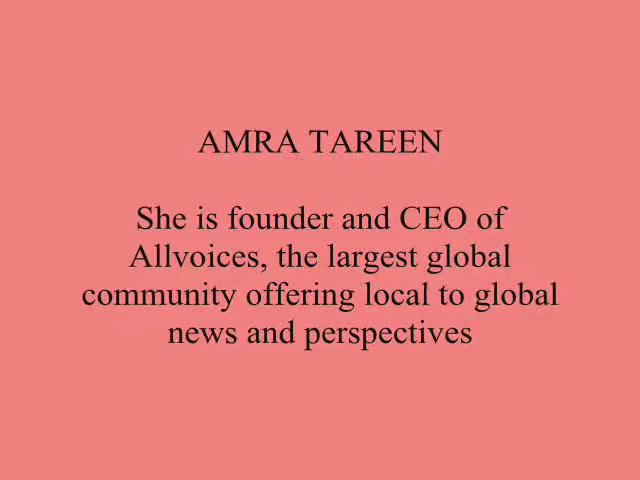 AMRA TAREEN
She is founder and CEO of
Allvoices, the largest global
community offering local to global
news and perspectives